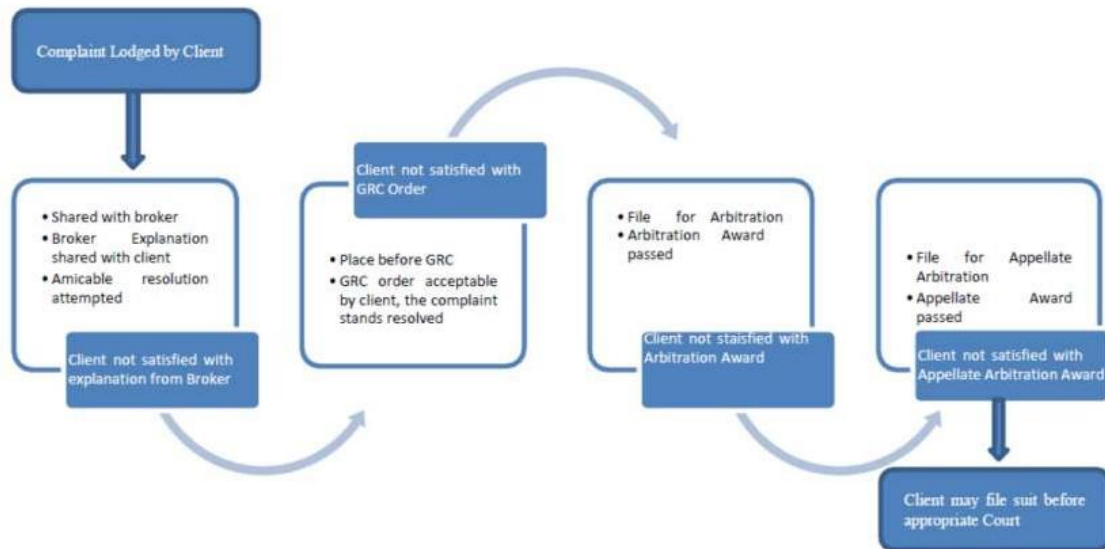 Complaint Lodged by Client
• Shared with broker
• Broker Explanation
shared with client
• Amicable resolution
attempted
Client not satisfied with
explanation from Broker
Client not satisfied with
GRC Order
• Place before GRC
• GRC order acceptable
by client, the complaint
stands resolved
• File for Arbitration
• Arbitration Award
passed
Client not staisfied with
Arbitration Award
• File for Appellate
Arbitration
• Appellate Award
passed
Client not satisfied with
Appellate Arbitration Award
Client may file suit before
appropriate Court